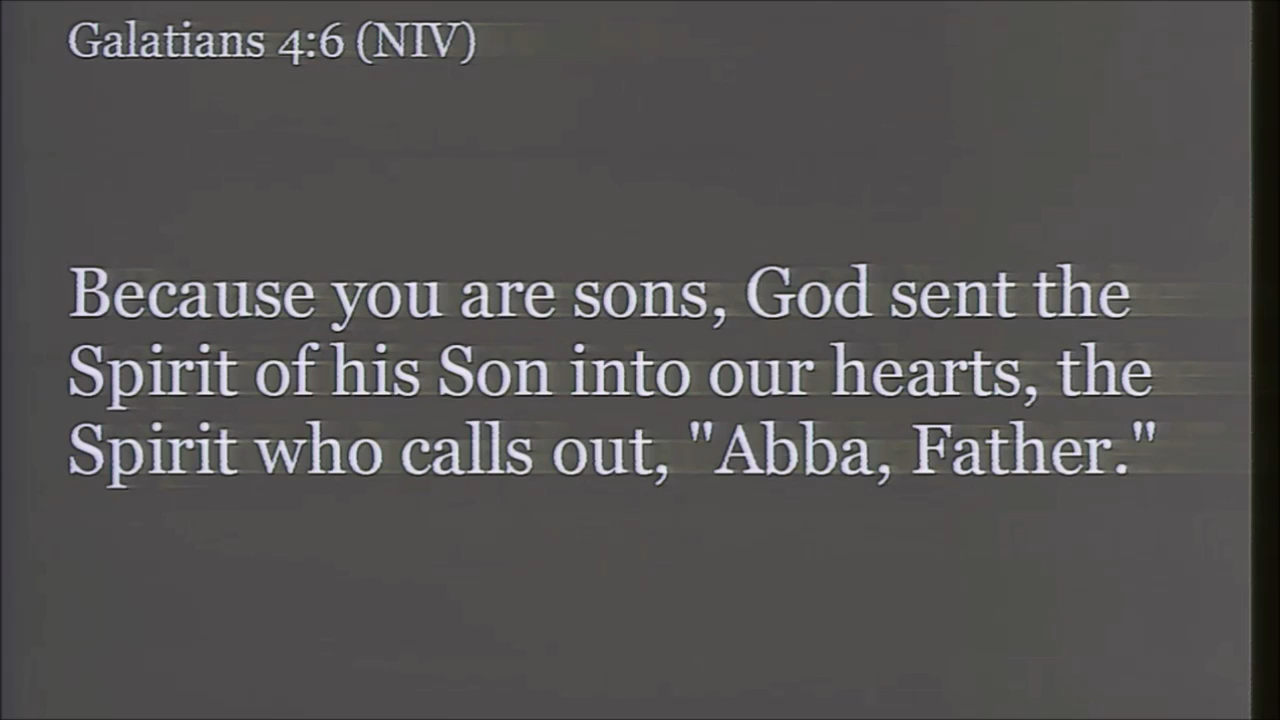 Galatians 4:6 (NIV)
Because you are sons, God sent the
Spirit of his Son into our hearts, the
Spirit who calls out, "Abba, Father."